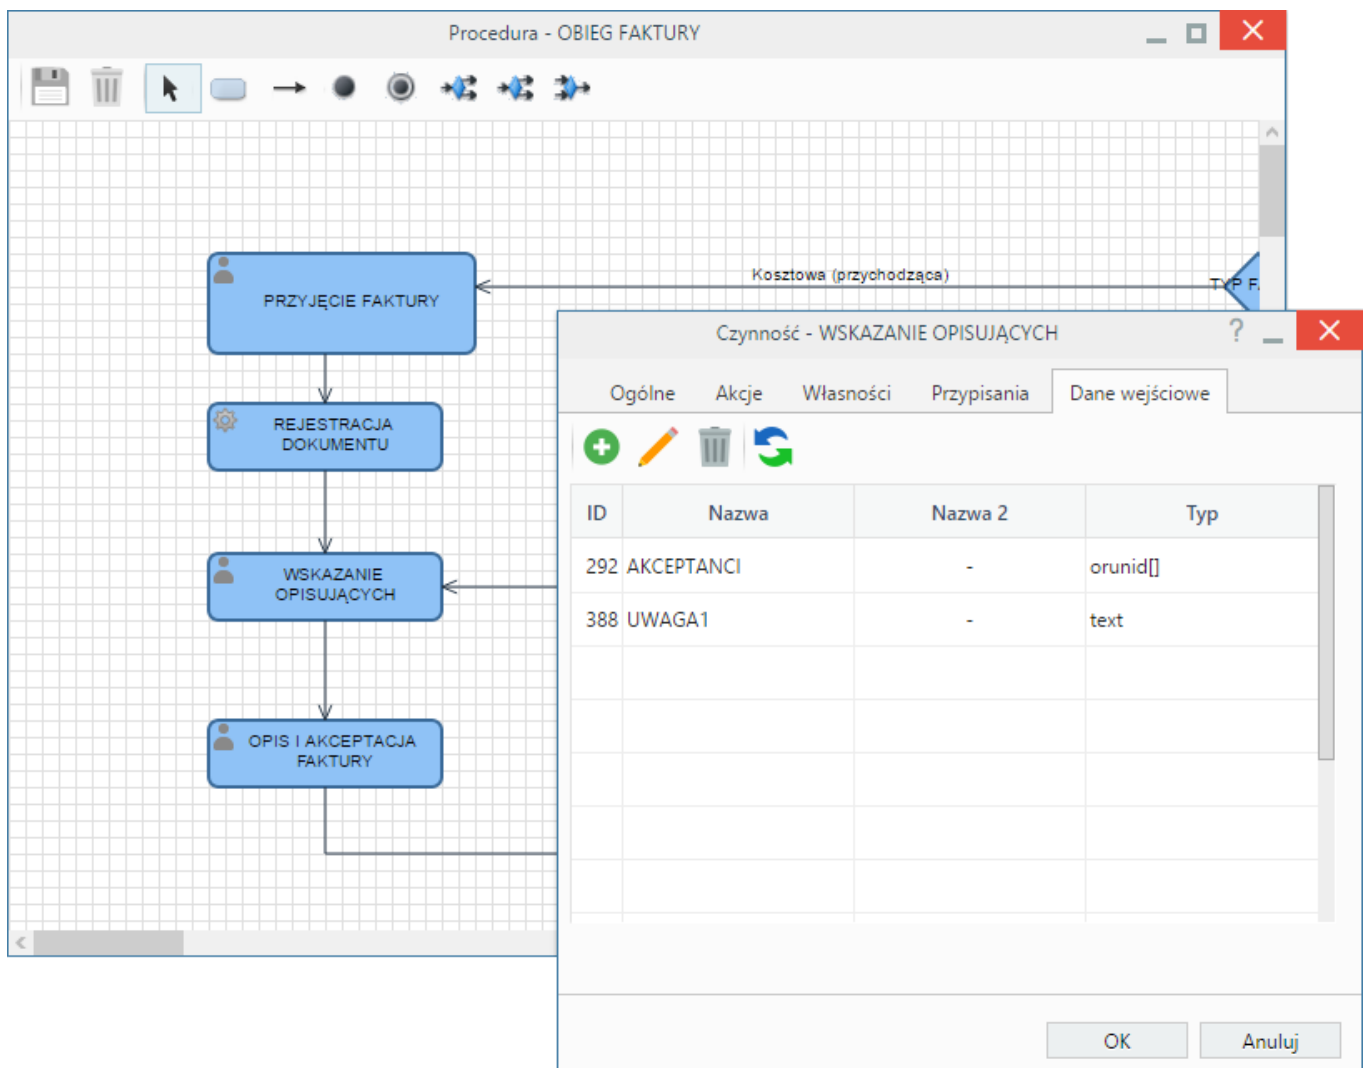 Procedura - OBIEG FAKTURY
Kosztowa (przychodząca)
TYP F.
PRZYJĘCIE FAKTURY
REJESTRACJA
DOKUMENTU
WSKAZANIE
OPISUJĄCYCH
OPIS I AKCEPTACJA
FAKTURY
Czynność - WSKAZANIE OPISUJĄCYCH
?
Ogólne Akcje Własności Przypisania Dane wejściowe
ID Nazwa Nazwa 2 Typ
292 AKCEPTANCI - orunid[]
388 UWAGA1 - text
OK Anuluj